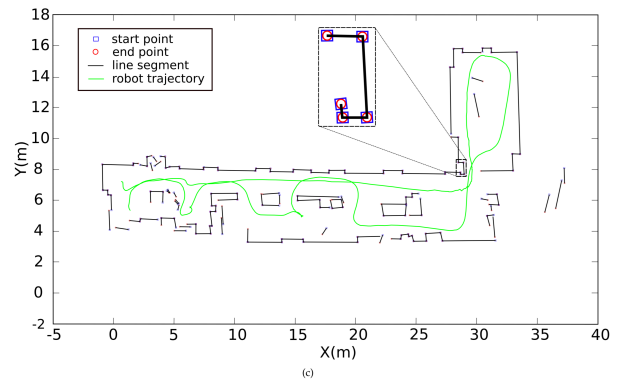 18
16
14
12
10
8
6
4
2
0
-2
Y(m)
start point
end point
line segment
robot trajectory
-5 0 5 10 15 20 25 30 35 40
X(m)
(c)